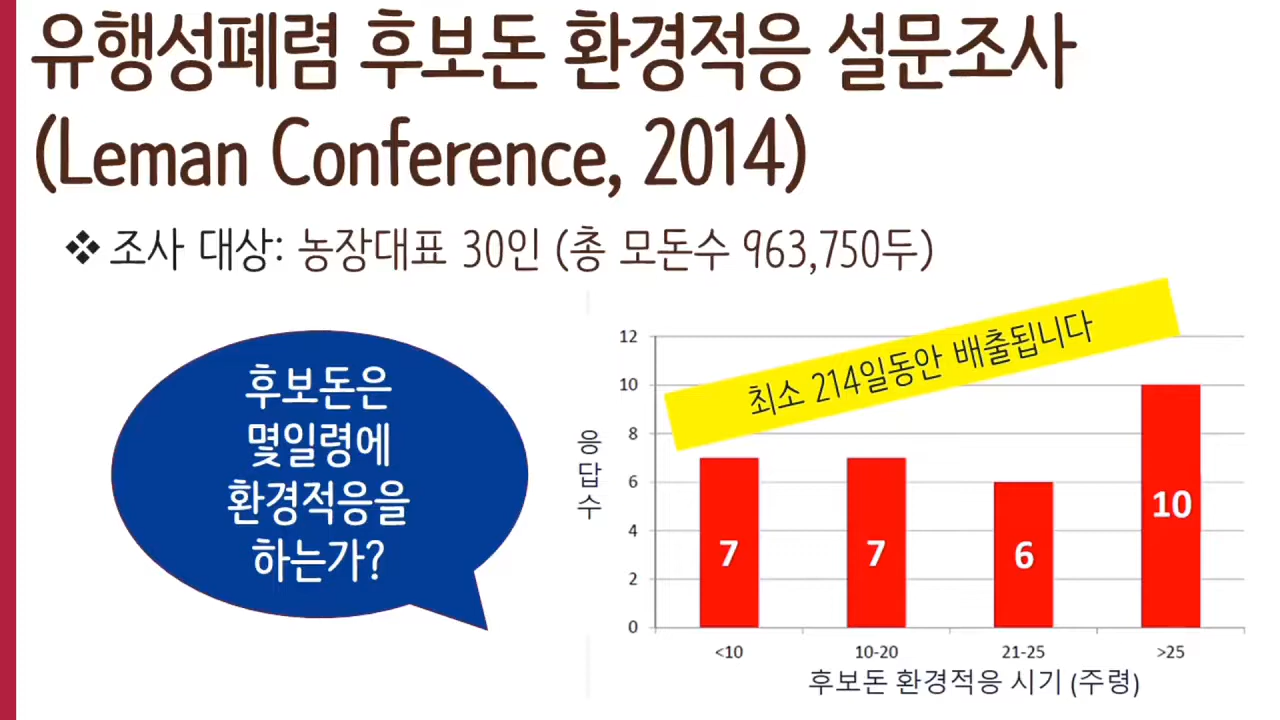 유행성폐렴 후보돈 환경적응 설문조사
(Leman Conference, 2014)
❖ 조사 대상: 농장대표 30인 (총 모돈수 963,750두)
후보돈은
몇일령에
환경적응을
하는가?
최소 214일동안 배출됩니다
응답수
12
10
8
6
4
2
0
7
7
6
10
<10
10-20
21-25
>25
후보돈 환경적응 시기 (주령)